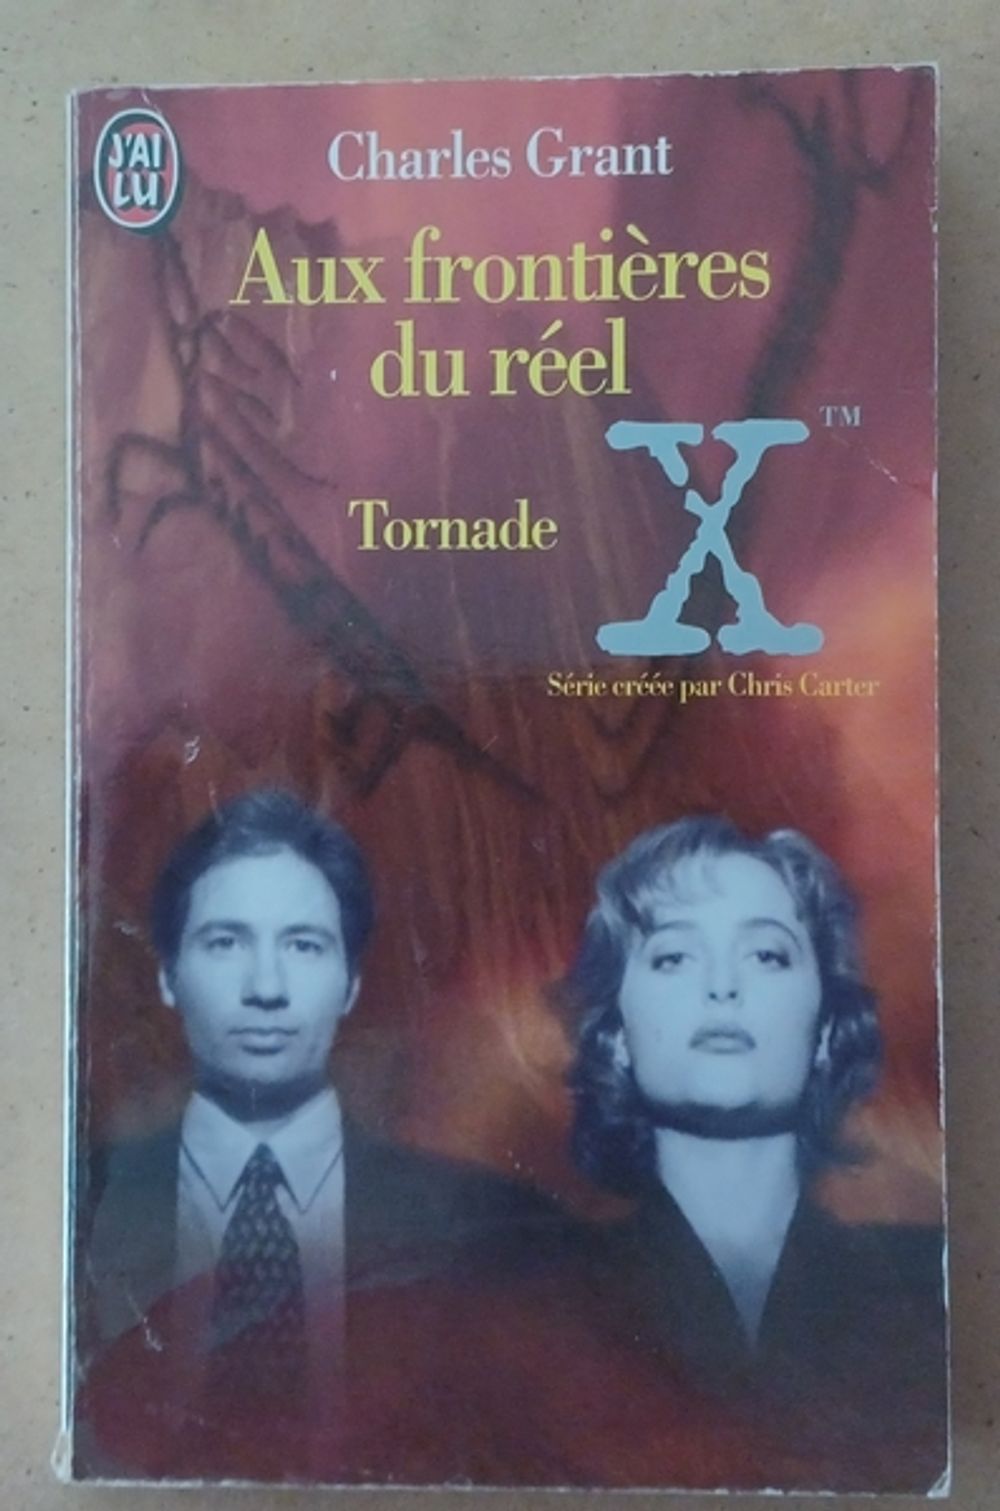 J'AI
LU
Charles Grant
Aux frontières
du réel
X™
Tornade
Série créée par Chris Carter